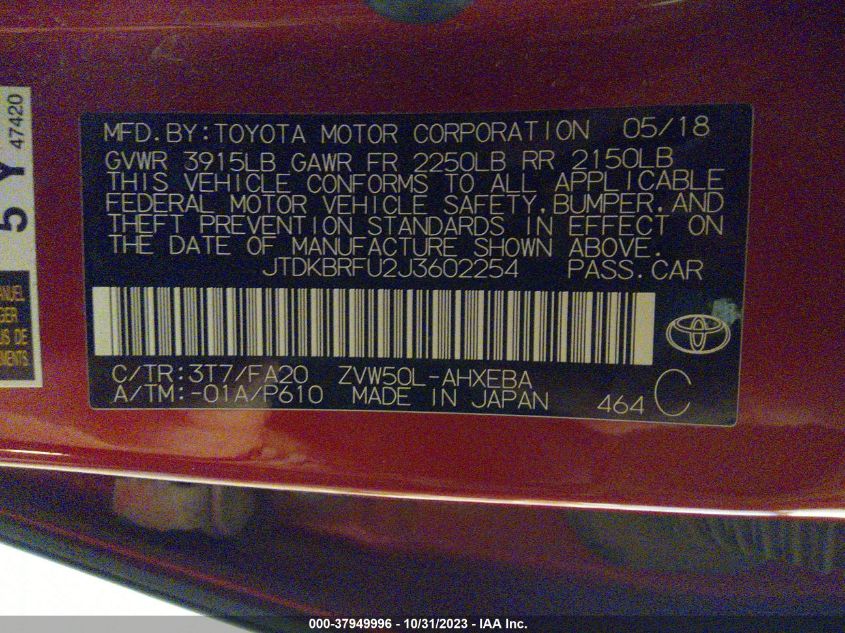 MFD.BY:TOYOTA MOTOR CORPORATION 05/18
GVWR 3915LB GAWR FR 2250LB RR 2150LB
THIS VEHICLE CONFORMS TO ALL APPLICABLE
FEDERAL MOTOR VEHICLE SAFETY,BUMPER,AND
THEFT PREVENTION STANDARDS IN EFFECT ON
THE DATE OF MANUFACTURE SHOWN ABOVE.
JTDKBRFU2J3602254 PASS.CAR
C/TR:3T7/FA20 ZVW50L-AHXEBA
A/TM:-01A/P610 MADE IN JAPAN 464 C
5Y 47420
000-37949996 - 10/31/2023 - IAA Inc.